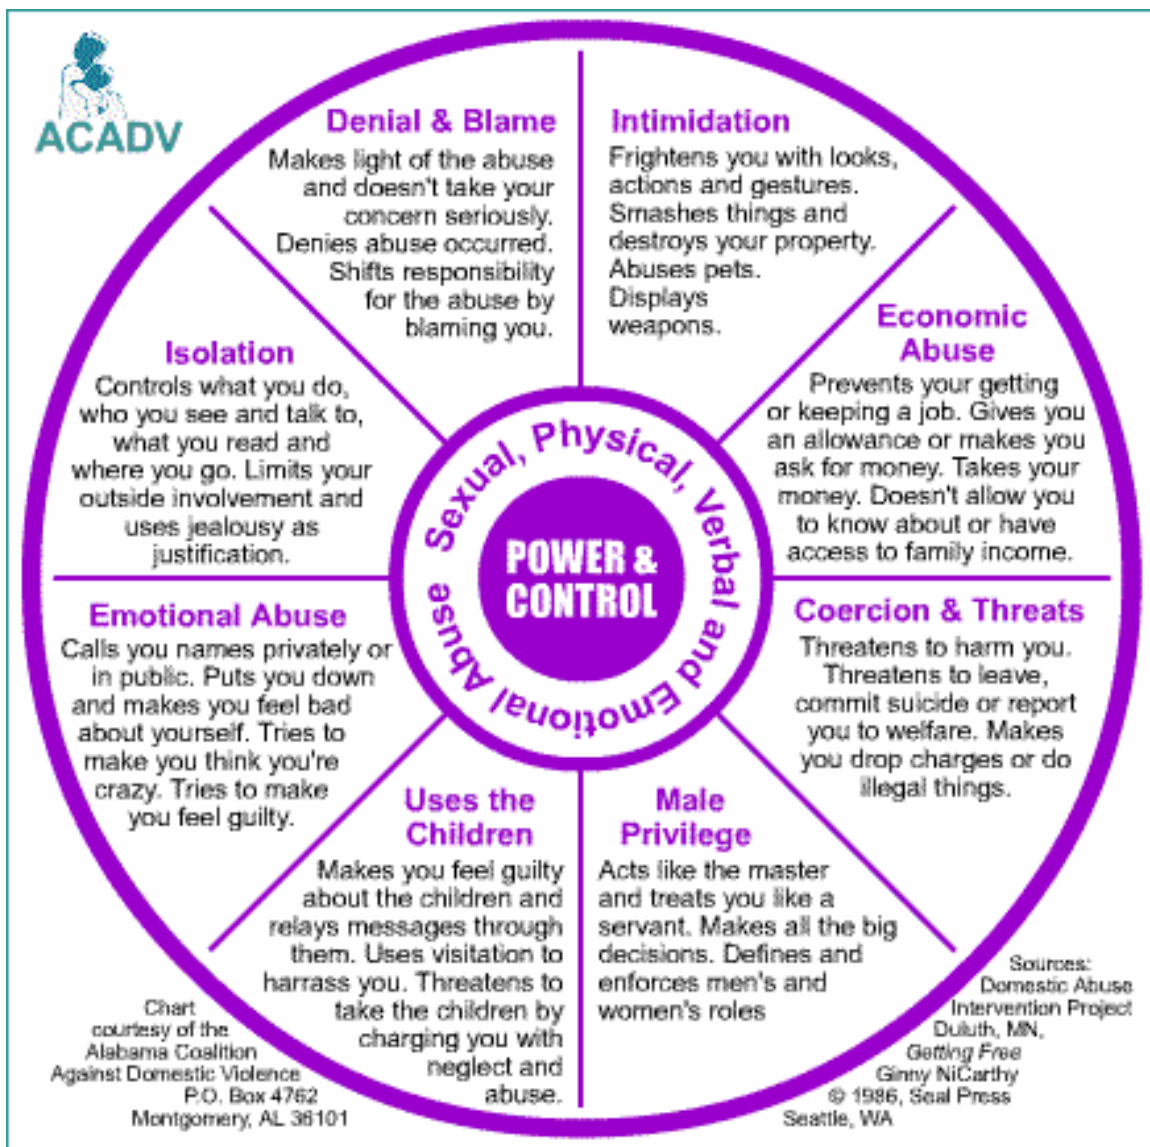 ACADV
Denial & Blame
Makes light of the abuse
and doesn't take your
concern seriously.
Denies abuse occurred.
Shifts responsibility
for the abuse by
blaming you.
Intimidation
Frightens you with looks,
actions and gestures.
Smashes things and
destroys your property.
Abuses pets.
Displays
weapons.
Economic
Abuse
Prevents your getting
or keeping a job. Gives you
an allowance or makes you
ask for money. Takes your
money. Doesn't allow you
to know about or have
access to family income.
Coercion & Threats
Threatens to harm you.
Threatens to leave,
commit suicide or report
you to welfare. Makes
you drop charges or do
illegal things.
Male
Privilege
Acts like the master
and treats you like a
servant. Makes all the big
decisions. Defines and
enforces men's and
women's roles
Uses the
Children
Makes you feel guilty
about the children and
relays messages through
them. Uses visitation to
harrass you. Threatens to
take the children by
charging you with
neglect and
abuse.
Emotional Abuse
Calls you names privately or
in public. Puts you down
and makes you feel bad
about yourself. Tries to
make you think you're
crazy. Tries to make
you feel guilty.
Isolation
Controls what you do,
who you see and talk to,
what you read and
where you go. Limits your
outside involvement and
uses jealousy as
justification.
Sexual, Physical, Verbal and Emotional Abuse
POWER &
CONTROL
Chart
courtesy of the
Alabama Coalition
Against Domestic Violence
P.O. Box 4762
Montgomery, AL 36101
Sources:
Domestic Abuse
Intervention Project
Duluth, MN,
Getting Free
Ginny NiCarthy
© 1986, Seal Press
Seattle, WA